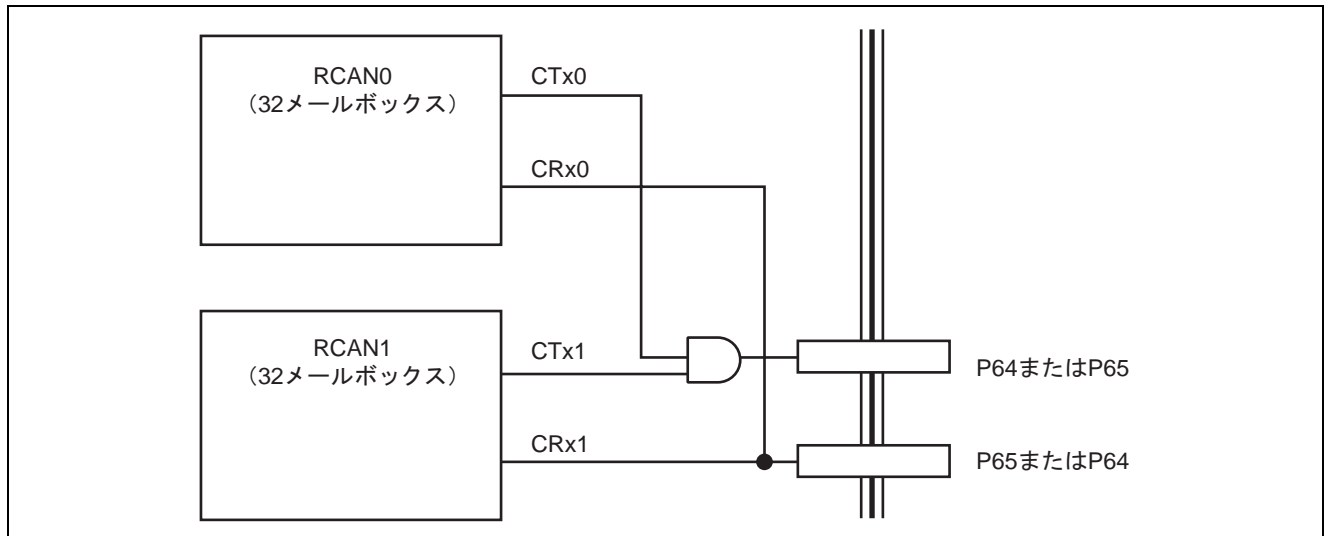 RCAN0
（32メールボックス）
CTx0
CRx0
RCAN1
（32メールボックス）
CTx1
CRx1
P64またはP65
P65またはP64